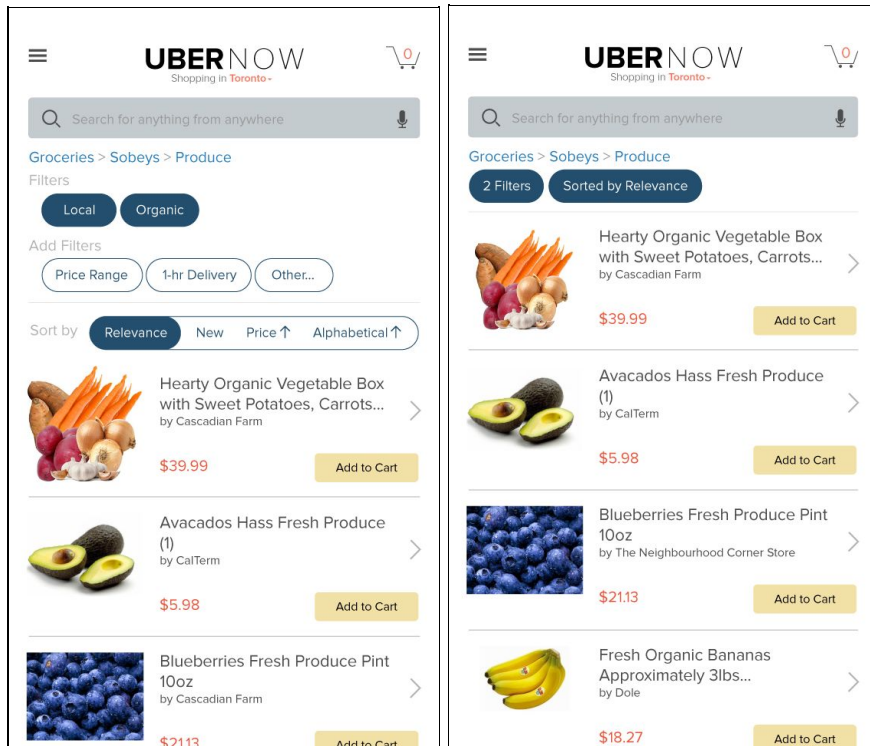 UBERNOW
0
Shopping in Toronto
Search for anything from anywhere
Groceries > Sobeys > Produce
Filters
Local
Organic
Add Filters
Price Range
1-hr Delivery
Other...
Sort by
Relevance
New
Price ↑
Alphabetical ↑
Hearty Organic Vegetable Box
with Sweet Potatoes, Carrots...
by Cascadian Farm
$39.99
Add to Cart
Avacados Hass Fresh Produce
(1)
by CalTerm
$5.98
Add to Cart
Blueberries Fresh Produce Pint
10oz
by Cascadian Farm
$21.13
Add to Cart
UBERNOW
0
Shopping in Toronto
Search for anything from anywhere
Groceries > Sobeys > Produce
2 Filters
Sorted by Relevance
Hearty Organic Vegetable Box
with Sweet Potatoes, Carrots...
by Cascadian Farm
$39.99
Add to Cart
Avacados Hass Fresh Produce
(1)
by CalTerm
$5.98
Add to Cart
Blueberries Fresh Produce Pint
10oz
by The Neighbourhood Corner Store
$21.13
Add to Cart
Fresh Organic Bananas
Approximately 3lbs...
by Dole
$18.27
Add to Cart